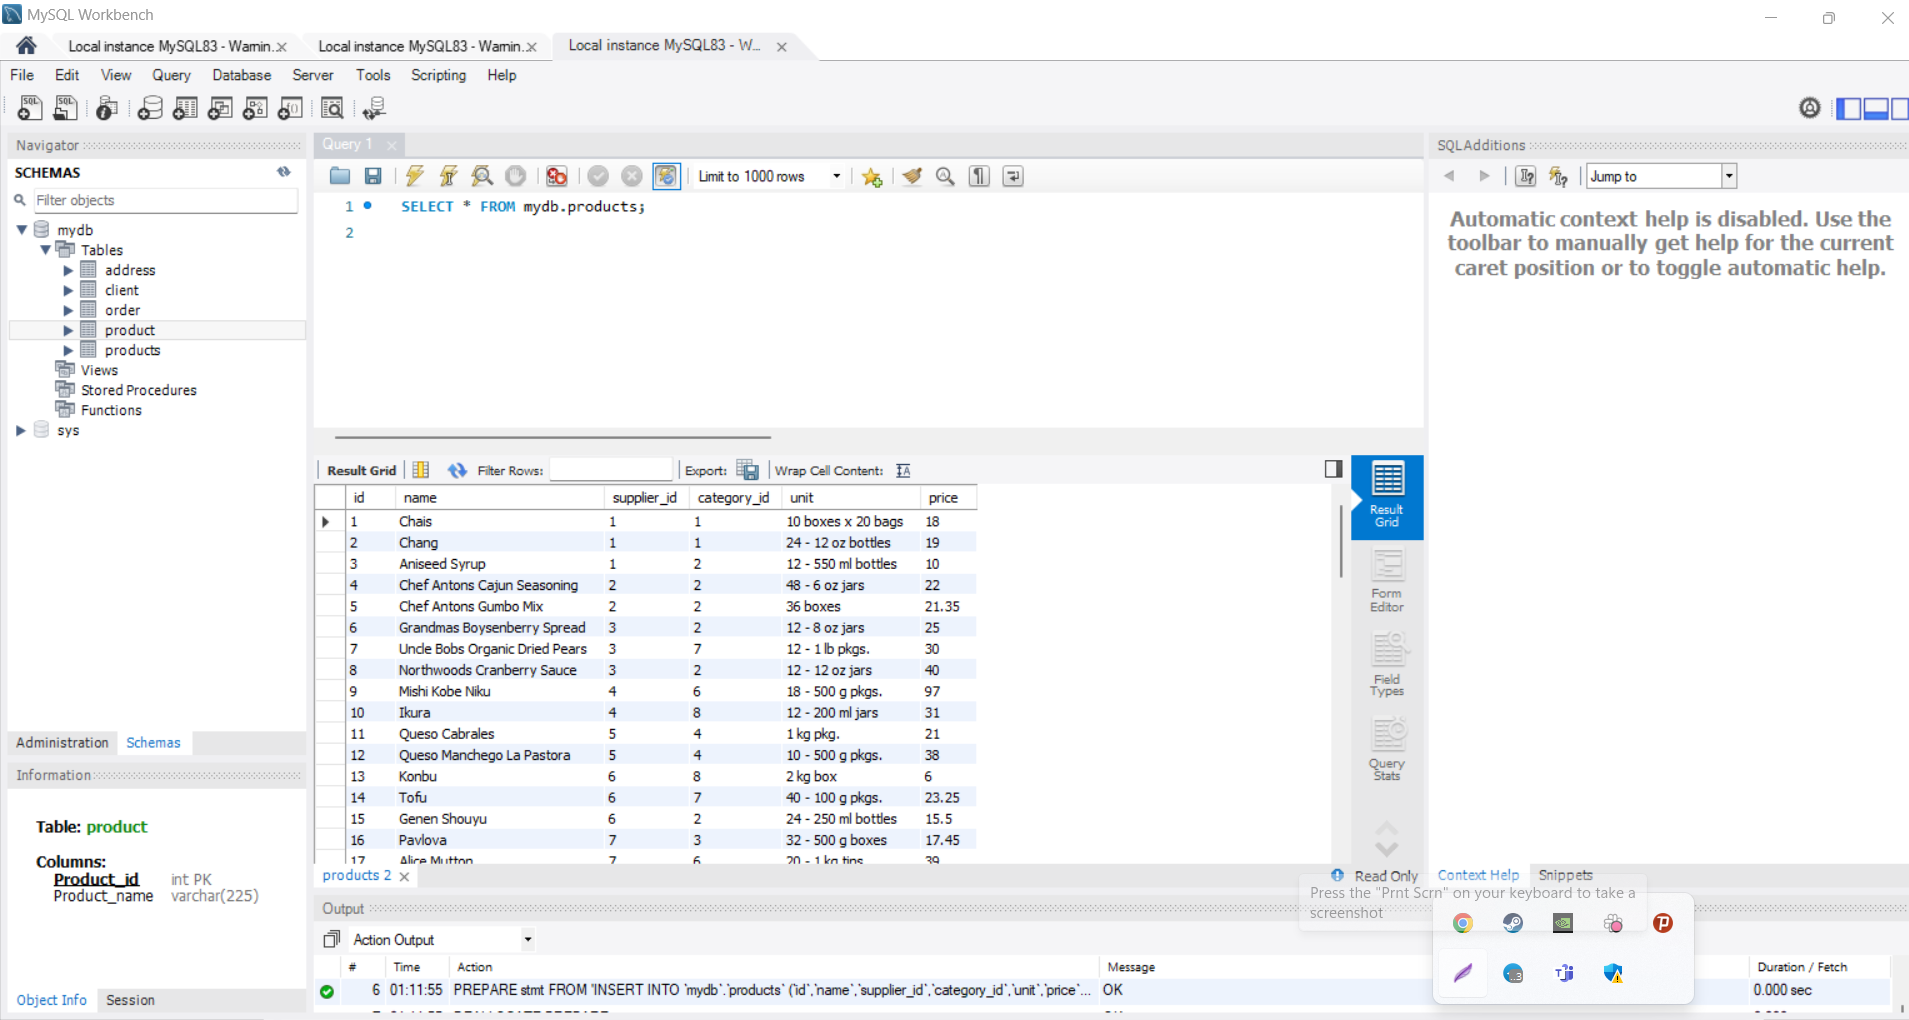 MySQL Workbench
Local instance MySQL83 - Warnin... Local instance MySQL83 - Warnin... Local instance MySQL83 - W...
File Edit View Query Database Server Tools Scripting Help
Navigator
SCHEMAS
Filter objects
mydb
Tables
address
client
order
product
products
Views
Stored Procedures
Functions
sys
Administration Schemas
Information
Table: product
Columns:
Product_id int PK
Product_name varchar(225)
Object Info Session
Query 1
Limit to 1000 rows
1 SELECT * FROM mydb.products;
2
Result Grid Filter Rows: Export: Wrap Cell Content:
id name supplier_id category_id unit price
1 Chais 1 1 10 boxes x 20 bags 18
2 Chang 1 1 24 - 12 oz bottles 19
3 Aniseed Syrup 1 2 12 - 550 ml bottles 10
4 Chef Antons Cajun Seasoning 2 2 48 - 6 oz jars 22
5 Chef Antons Gumbo Mix 2 2 36 boxes 21.35
6 Grandmas Boysenberry Spread 3 2 12 - 8 oz jars 25
7 Uncle Bobs Organic Dried Pears 3 7 12 - 1 lb pkgs. 30
8 Northwoods Cranberry Sauce 3 2 12 - 12 oz jars 40
9 Mishi Kobe Niku 4 6 18 - 500 g pkgs. 97
10 Ikura 4 8 12 - 200 ml jars 31
11 Queso Cabrales 5 4 1 kg pkg. 21
12 Queso Manchego La Pastora 5 4 10 - 500 g pkgs. 38
13 Konbu 6 8 2 kg box 6
14 Tofu 6 7 40 - 100 g pkgs. 23.25
15 Genen Shouyu 6 2 24 - 250 ml bottles 15.5
16 Pavlova 7 3 32 - 500 g boxes 17.45
17 Alice Mutton 7 6 20 - 1 kg tins 39
Result Grid
Form Editor
Field Types
Query Stats
products 2 Read Only
SQLAdditions
Jump to
Automatic context help is disabled. Use the
toolbar to manually get help for the current
caret position or to toggle automatic help.
Context Help Snippets
Press the "Prnt Scrn" on your keyboard to take a
screenshot
Output
Action Output
# Time Action Message Duration / Fetch
6 01:11:55 PREPARE stmt FROM 'INSERT INTO `mydb`.`products` (`id`,`name`,`supplier_id`,`category_id`,`unit`,`price`... OK 0.000 sec